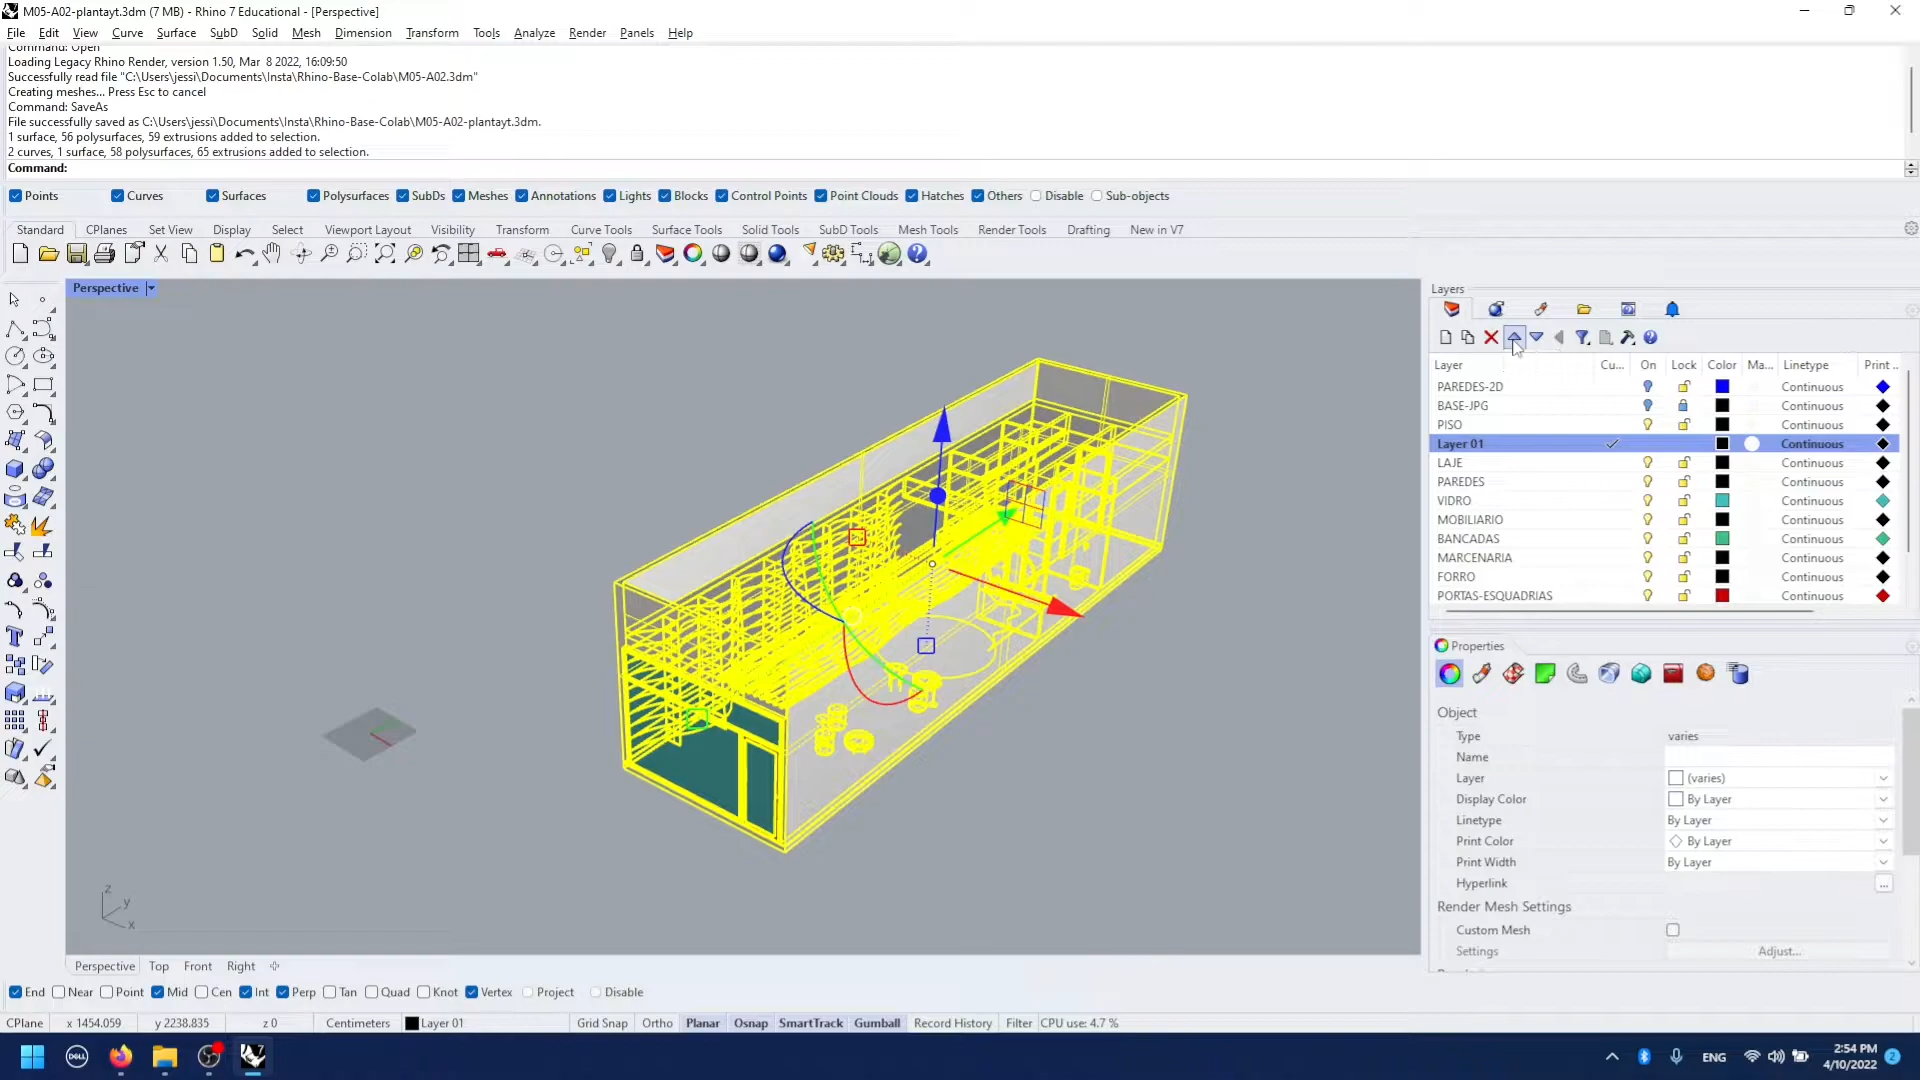 M05-A02-plantayt.3dm (7 MB) - Rhino 7 Educational - [Perspective]
File Edit View Curve Surface SubD Solid Mesh Dimension Transform Tools Analyze Render Panels Help
Command: Open
Loading Legacy Rhino Render, version 1.50, Mar 8 2022, 16:09:50
Successfully read file "C:\Users\jessi\Documents\Insta\Rhino-Base-Colab\M05-A02.3dm"
Creating meshes... Press Esc to cancel
Command: SaveAs
File successfully saved as C:\Users\jessi\Documents\Insta\Rhino-Base-Colab\M05-A02-plantayt.3dm.
1 surface, 56 polysurfaces, 59 extrusions added to selection.
2 curves, 1 surface, 58 polysurfaces, 65 extrusions added to selection.
Command:
Points Curves Surfaces Polysurfaces SubDs Meshes Annotations Lights Blocks Control Points Point Clouds Hatches Others Disable Sub-objects
Standard CPlanes Set View Display Select Viewport Layout Visibility Transform Curve Tools Surface Tools Solid Tools SubD Tools Mesh Tools Render Tools Drafting New in V7
Perspective
Layers
Layer Cu... On Lock Color Ma... Linetype Print ..
PAREDES-2D Continuous
BASE-JPG Continuous
PISO Continuous
Layer 01 Continuous
LAJE Continuous
PAREDES Continuous
VIDRO Continuous
MOBILIARIO Continuous
BANCADAS Continuous
MARCENARIA Continuous
FORRO Continuous
PORTAS-ESQUADRIAS Continuous
Properties
Object
Type varies
Name
Layer (varies)
Display Color By Layer
Linetype By Layer
Print Color By Layer
Print Width By Layer
Hyperlink ...
Render Mesh Settings
Custom Mesh
Settings Adjust...
z
y
x
Perspective Top Front Right
End Near Point Mid Cen Int Perp Tan Quad Knot Vertex Project Disable
CPlane x 1454.059 y 2238.835 z 0 Centimeters Layer 01 Grid Snap Ortho Planar Osnap SmartTrack Gumball Record History Filter CPU use: 4.7 %
DELL
7
ENG
2:54 PM
4/10/2022
2